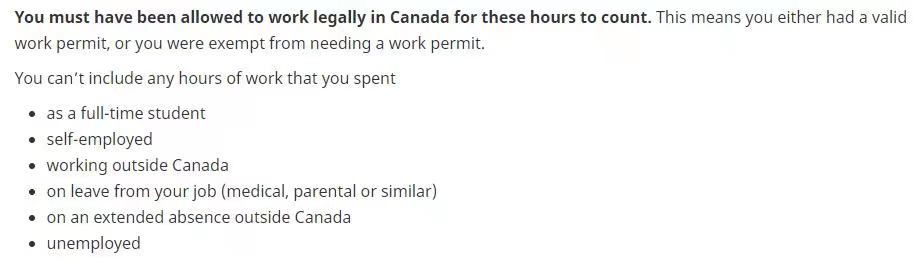 You must have been allowed to work legally in Canada for these hours to count. This means you either had a valid
work permit, or you were exempt from needing a work permit.
You can't include any hours of work that you spent
• as a full-time student
• self-employed
• working outside Canada
• on leave from your job (medical, parental or similar)
• on an extended absence outside Canada
• unemployed